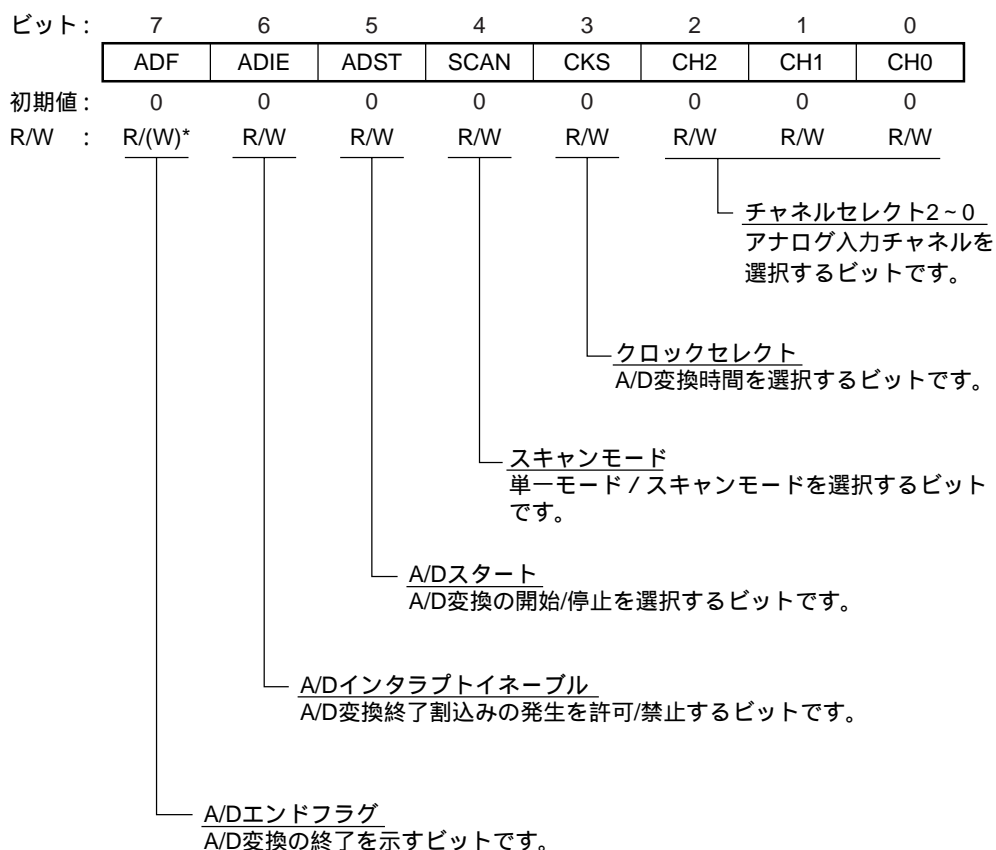 ビット: 7 6 5 4 3 2 1 0
ADF ADIE ADST SCAN CKS CH2 CH1 CH0
初期値: 0 0 0 0 0 0 0 0
R/W : R/(W)* R/W R/W R/W R/W R/W R/W R/W
チャネルセレクト2~0
アナログ入力チャネルを
選択するビットです。
クロックセレクト
A/D変換時間を選択するビットです。
スキャンモード
単一モード/スキャンモードを選択するビット
です。
A/Dスタート
A/D変換の開始/停止を選択するビットです。
A/Dインタラプトイネーブル
A/D変換終了割込みの発生を許可/禁止するビットです。
A/Dエンドフラグ
A/D変換の終了を示すビットです。